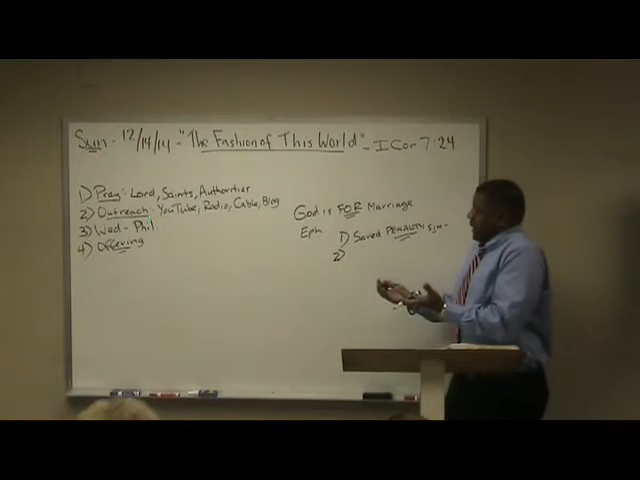 Sun - 12/14/14 - "The Fashion of This World" - I Cor 7:24
1) Pray: Lord, Saints, Authorities
2) Outreach: YouTube, Radio, Cable, Blog
3) Wed - Phil.
4) Offering
God is FOR Marriage
Eph
1) Saved PENALTY Sin -
2)